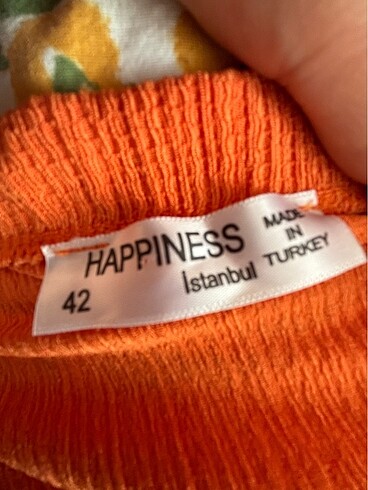 HAPPINESS
İstanbul
42
MADE
IN
TURKEY